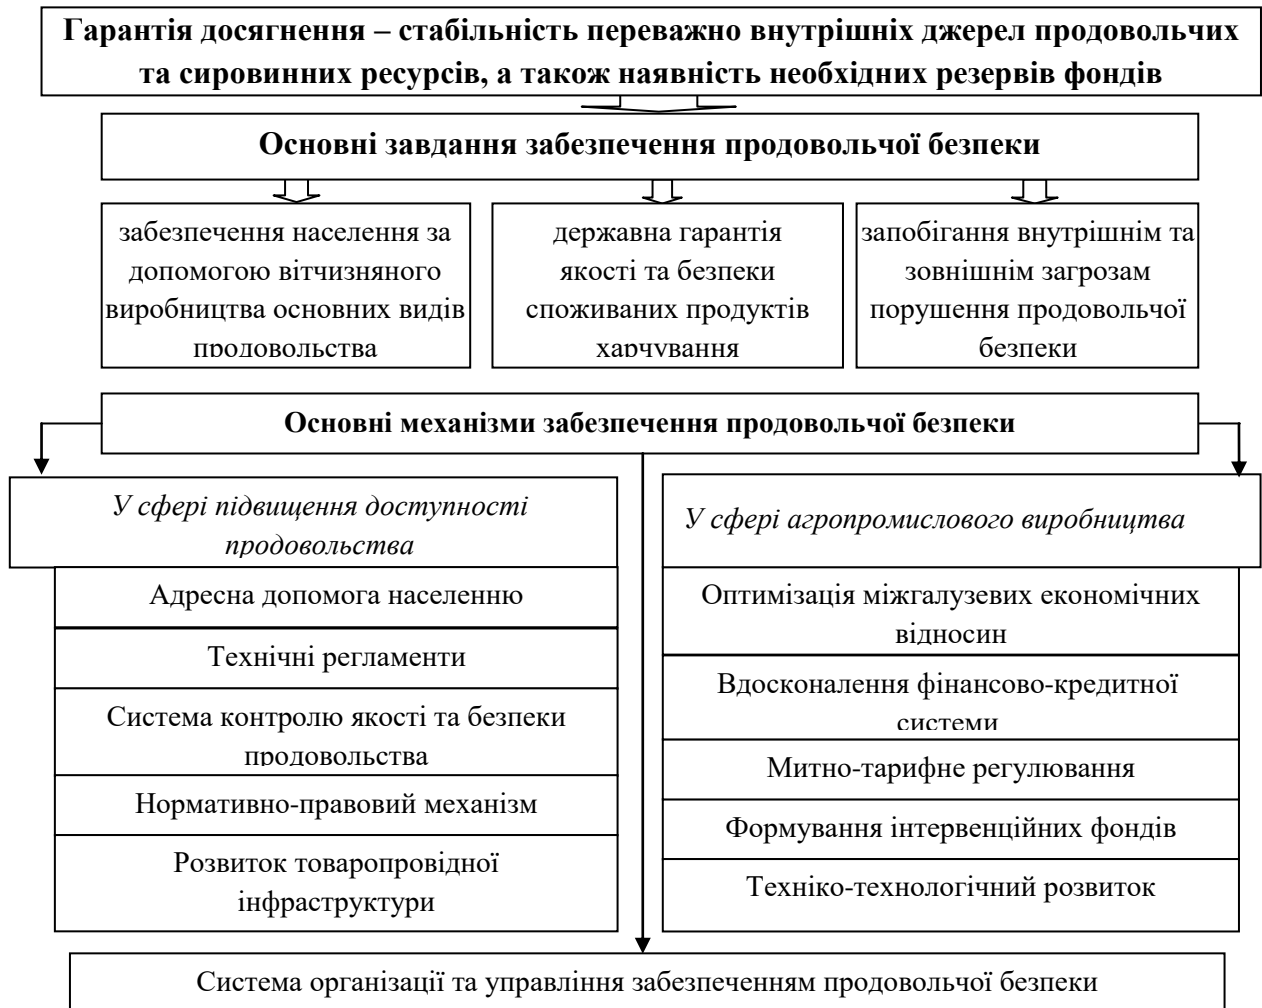 Гарантія досягнення – стабільність переважно внутрішніх джерел продовольчих
та сировинних ресурсів, а також наявність необхідних резервів фондів
Основні завдання забезпечення продовольчої безпеки
забезпечення населення за
допомогою вітчизняного
виробництва основних видів
продовольства
державна гарантія
якості та безпеки
споживаних продуктів
харчування
запобігання внутрішнім та
зовнішнім загрозам
порушення продовольчої
безпеки
Основні механізми забезпечення продовольчої безпеки
У сфері підвищення доступності
продовольства
Адресна допомога населенню
Технічні регламенти
Система контролю якості та безпеки
продовольства
Нормативно-правовий механізм
Розвиток товаропровідної
інфраструктури
У сфері агропромислового виробництва
Оптимізація міжгалузевих економічних
відносин
Вдосконалення фінансово-кредитної
системи
Митно-тарифне регулювання
Формування інтервенційних фондів
Техніко-технологічний розвиток
Система організації та управління забезпеченням продовольчої безпеки